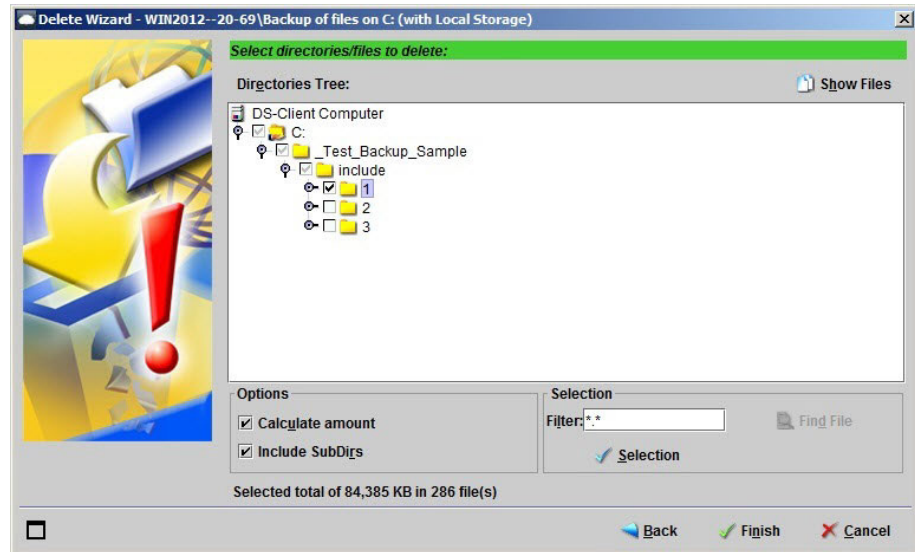 Delete Wizard - WIN2012--20-69\Backup of files on C: (with Local Storage)
Select directories/files to delete:
Directories Tree:
Show Files
DS-Client Computer
C:
_Test_Backup_Sample
include
1
2
3
Options
Calculate amount
Include SubDirs
Selection
Filter:*.*
Find File
Selection
Selected total of 84,385 KB in 286 file(s)
Back
Finish
Cancel